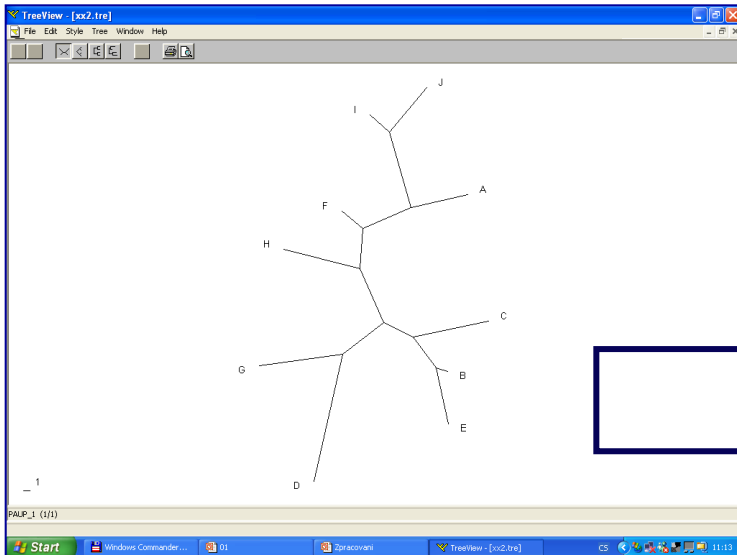 TreeView - [xx2.tre]
File Edit Style Tree Window Help
J
I
A
F
H
C
G
B
E
D
1
PAUP_1 (1/1)
Start Windows Commander... 01 Zpracovani TreeView - [xx2.tre] CS 11:13